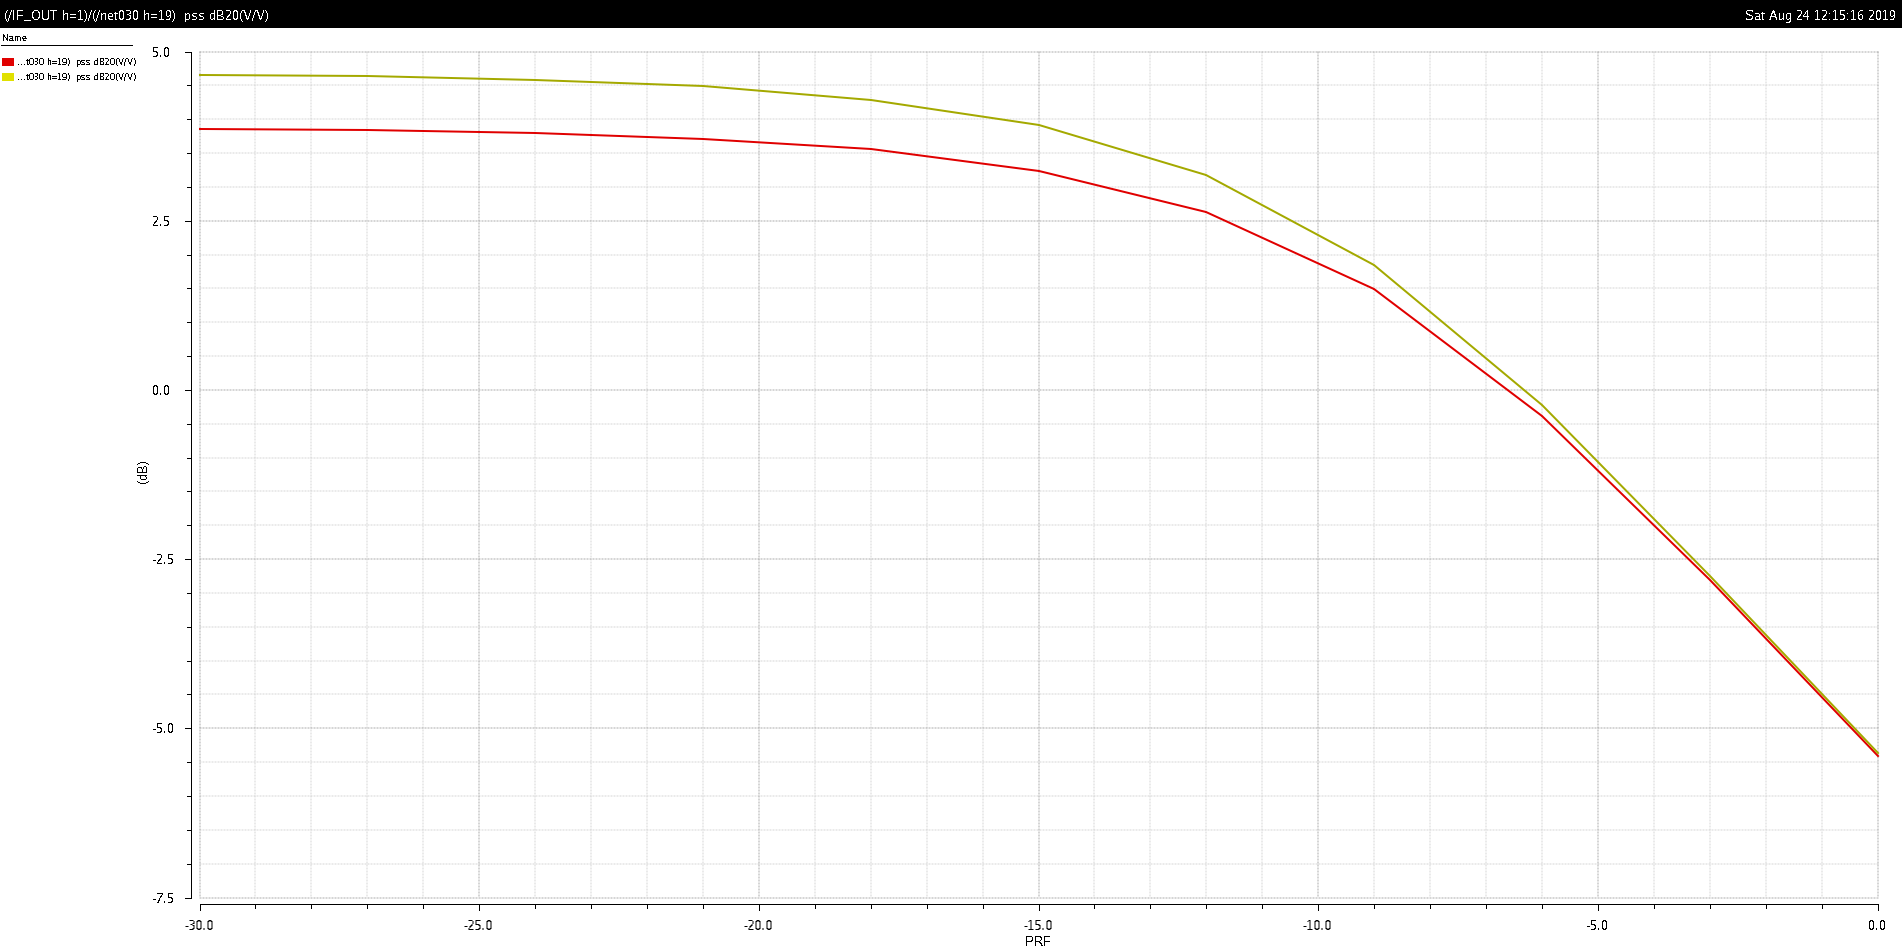 (/IF_OUT h=1)/(/net030 h=19) pss dB20(V/V)
Sat Aug 24 12:15:16 2019
Name
...t030 h=19) pss dB20(V/V)
...t030 h=19) pss dB20(V/V)
5.0
2.5
0.0
-2.5
-5.0
-7.5
(dB)
-30.0 -25.0 -20.0 -15.0 -10.0 -5.0 0.0
PRF